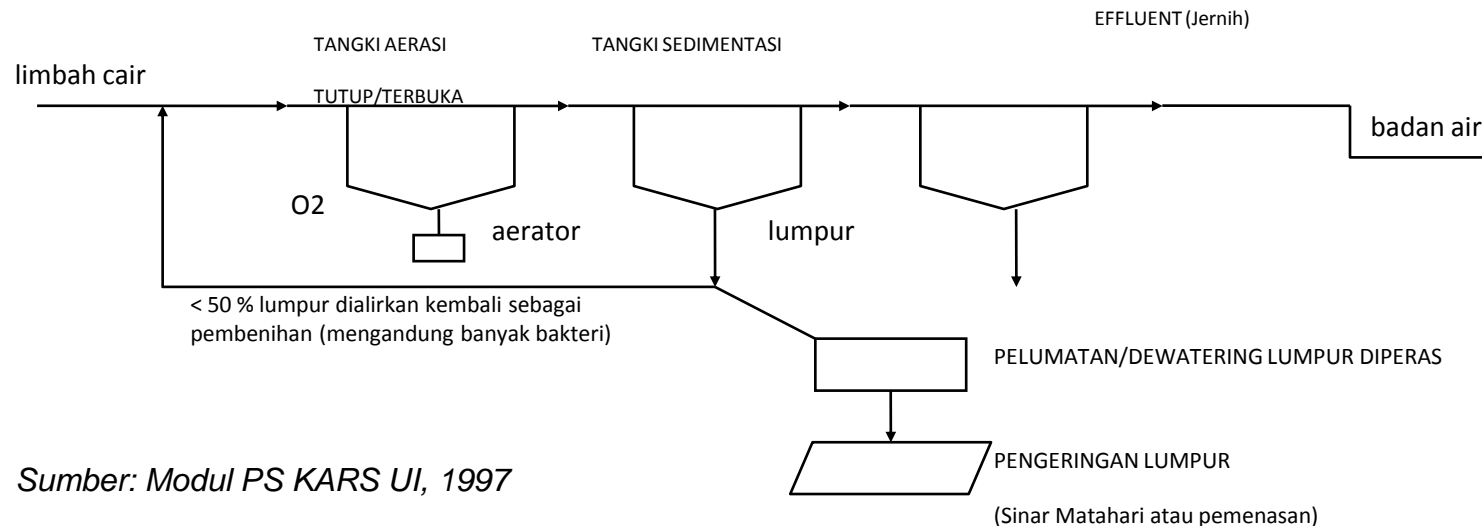 EFFLUENT (Jernih)
TANGKI AERASI
TANGKI SEDIMENTASI
limbah cair
TUTUP/TERBUKA
badan air
O2
aerator
lumpur
< 50 % lumpur dialirkan kembali sebagai
pembenihan (mengandung banyak bakteri)
PELUMATAN/DEWATERING LUMPUR DIPERAS
PENGERINGAN LUMPUR
(Sinar Matahari atau pemenasan)
Sumber: Modul PS KARS UI, 1997